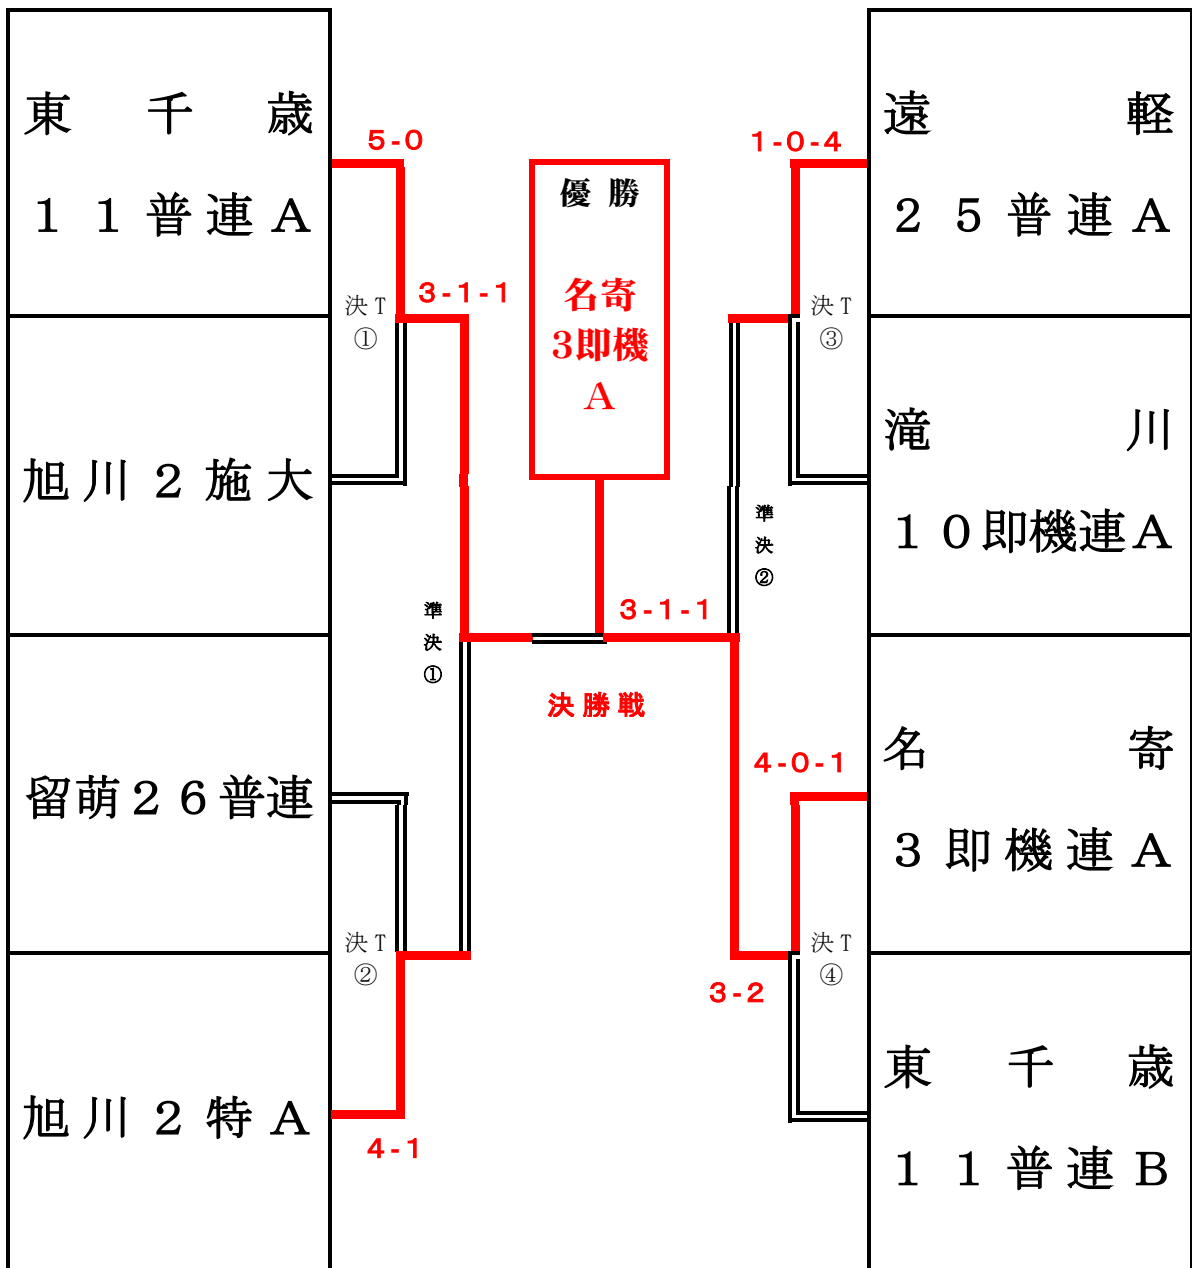 東千歳
１１普連Ａ
旭川２施大
留萌２６普連
旭川２特Ａ
5-0
決T
①
3-1-1
準
決
①
決T
②
4-1
優勝
名寄
3即機
A
3-1-1
決勝戦
1-0-4
決T
③
準
決
②
4-0-1
3-2
決T
④
遠軽
２５普連Ａ
滝川
１０即機連Ａ
名寄
３即機連Ａ
東千歳
１１普連Ｂ